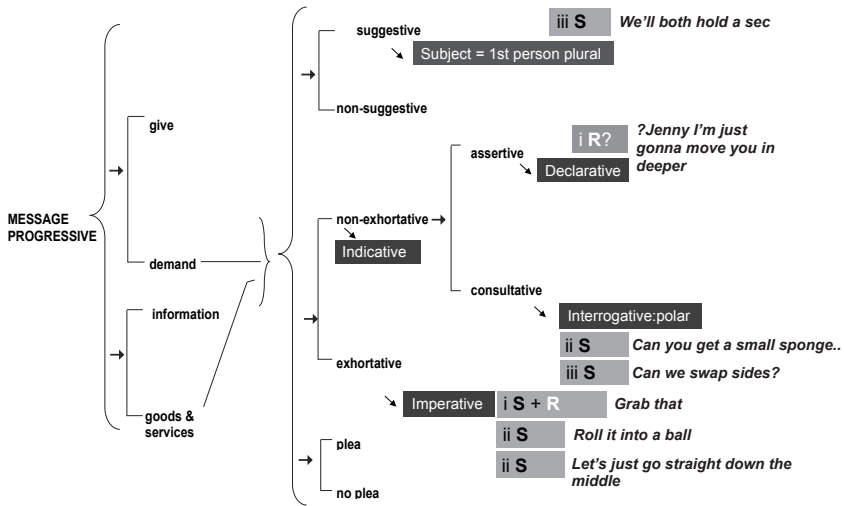 iii S We'll both hold a sec
suggestive
Subject = 1st person plural
non-suggestive
give
?Jenny I'm just
i R? gonna move you in
deeper
assertive
Declarative
MESSAGE
PROGRESSIVE
non-exhortative
Indicative
demand
consultative
information
Interrogative:polar
ii S Can you get a small sponge..
iii S Can we swap sides?
exhortative
Imperative i S + R Grab that
goods &
services
ii S Roll it into a ball
plea
ii S Let's just go straight down the
middle
no plea